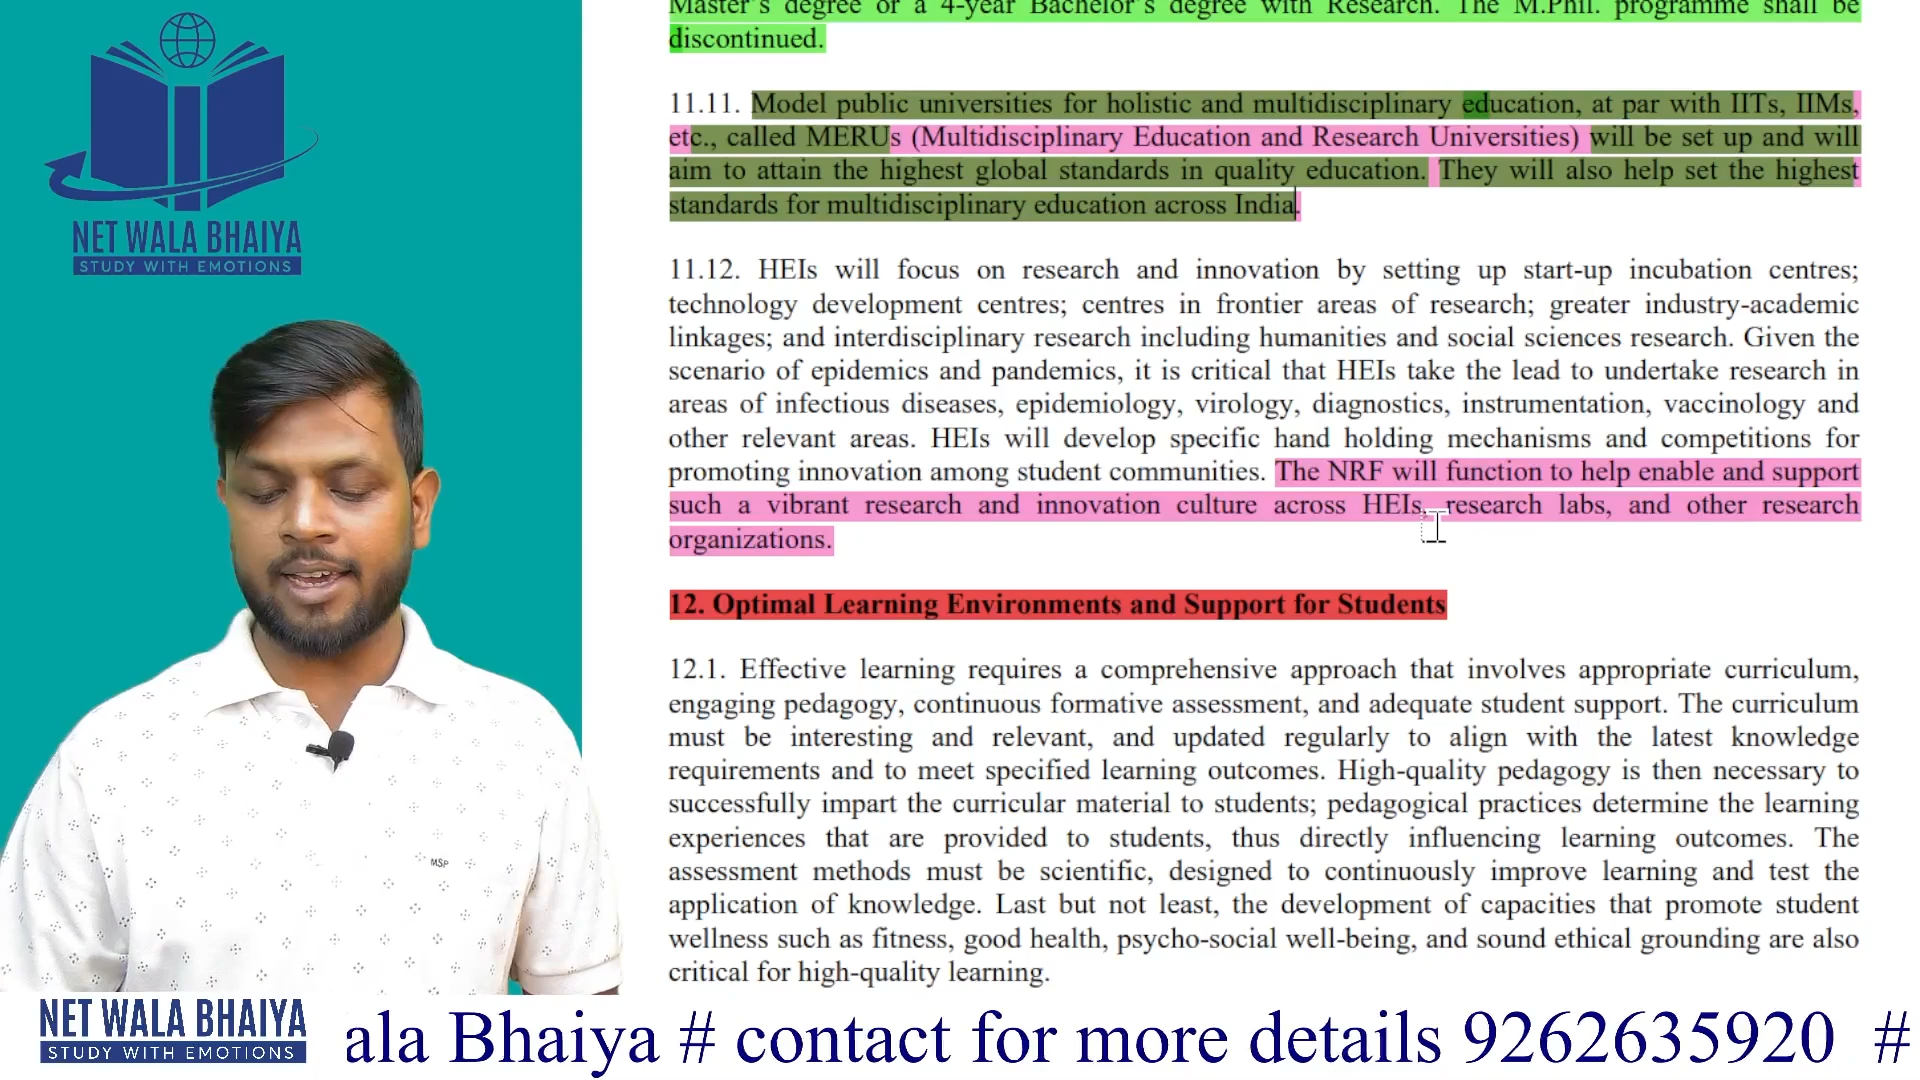 NET WALA BHAIYA
STUDY WITH EMOTIONS
Master's degree or a 4-year Bachelor's degree with Research. The M.Phil. programme shall be
discontinued.
11.11. Model public universities for holistic and multidisciplinary education, at par with IITs, IIMs,
etc., called MERUs (Multidisciplinary Education and Research Universities) will be set up and will
aim to attain the highest global standards in quality education. They will also help set the highest
standards for multidisciplinary education across India.
11.12. HEIs will focus on research and innovation by setting up start-up incubation centres;
technology development centres; centres in frontier areas of research; greater industry-academic
linkages; and interdisciplinary research including humanities and social sciences research. Given the
scenario of epidemics and pandemics, it is critical that HEIs take the lead to undertake research in
areas of infectious diseases, epidemiology, virology, diagnostics, instrumentation, vaccinology and
other relevant areas. HEIs will develop specific hand holding mechanisms and competitions for
promoting innovation among student communities. The NRF will function to help enable and support
such a vibrant research and innovation culture across HEIs, research labs, and other research
organizations.
12. Optimal Learning Environments and Support for Students
12.1. Effective learning requires a comprehensive approach that involves appropriate curriculum,
engaging pedagogy, continuous formative assessment, and adequate student support. The curriculum
must be interesting and relevant, and updated regularly to align with the latest knowledge
requirements and to meet specified learning outcomes. High-quality pedagogy is then necessary to
successfully impart the curricular material to students; pedagogical practices determine the learning
experiences that are provided to students, thus directly influencing learning outcomes. The
assessment methods must be scientific, designed to continuously improve learning and test the
application of knowledge. Last but not least, the development of capacities that promote student
wellness such as fitness, good health, psycho-social well-being, and sound ethical grounding are also
critical for high-quality learning.
MSP
NET WALA BHAIYA
STUDY WITH EMOTIONS
ala Bhaiya # contact for more details 9262635920 #